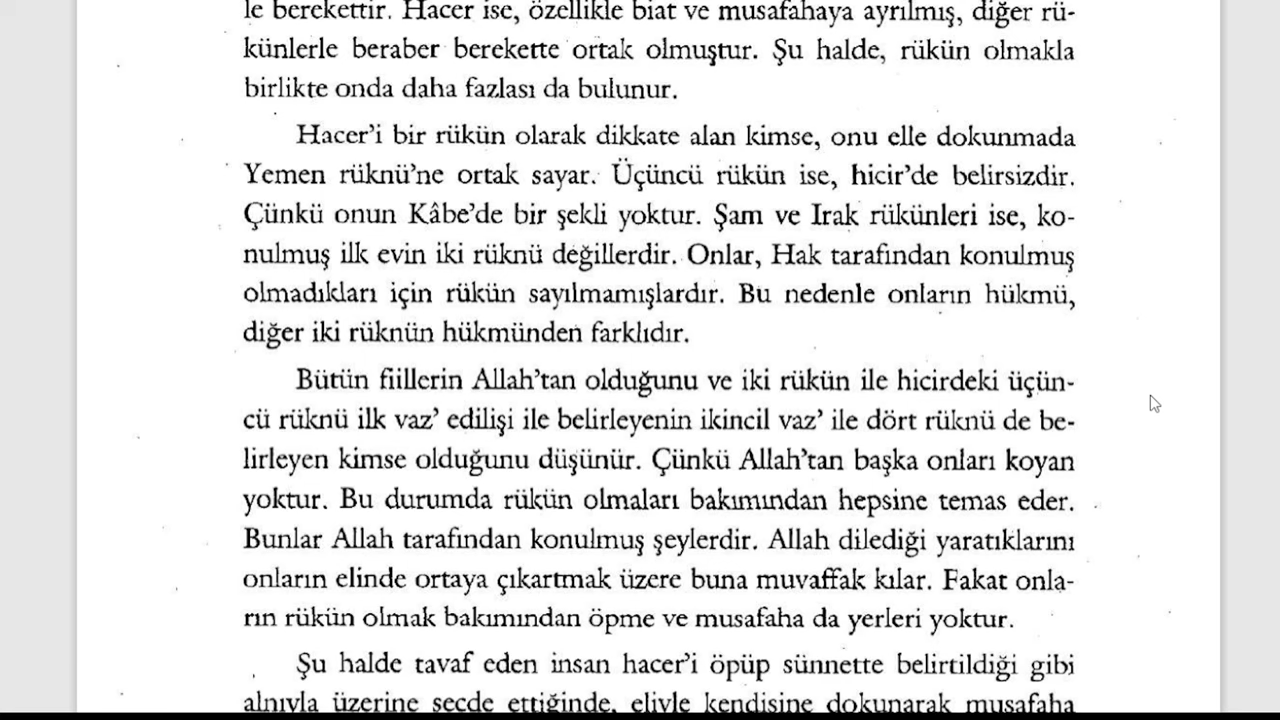 le berekettir. Hacer ise, özellikle biat ve musafahaya ayrılmış, diğer rü-
künlerle beraber berekette ortak olmuştur. Şu halde, rükün olmakla
birlikte onda daha fazlası da bulunur.
Hacer’i bir rükün olarak dikkate alan kimse, onu elle dokunmada
Yemen rüknü’ne ortak sayar. Üçüncü rükün ise, hicir’de belirsizdir.
Çünkü onun Kâbe’de bir şekli yoktur. Şam ve Irak rükünleri ise, ko-
nulmuş ilk evin iki rüknü değillerdir. Onlar, Hak tarafından konulmuş
olmadıkları için rükün sayılmamışlardır. Bu nedenle onların hükmü,
diğer iki rüknün hükmünden farklıdır.
Bütün fiillerin Allah’tan olduğunu ve iki rükün ile hicirdeki üçün-
cü rüknü ilk vaz’ edilişi ile belirleyenin ikincil vaz’ ile dört rüknü de be-
lirleyen kimse olduğunu düşünür. Çünkü Allah’tan başka onları koyan
yoktur. Bu durumda rükün olmaları bakımından hepsine temas eder.
Bunlar Allah tarafından konulmuş şeylerdir. Allah dilediği yaratıklarını
onların elinde ortaya çıkartmak üzere buna muvaffak kılar. Fakat onla-
rın rükün olmak bakımından öpme ve musafaha da yerleri yoktur.
Şu halde tavaf eden insan hacer’i öpüp sünnette belirtildiği gibi
alnıyla üzerine secde ettiğinde, eliyle kendisine dokunarak musafaha